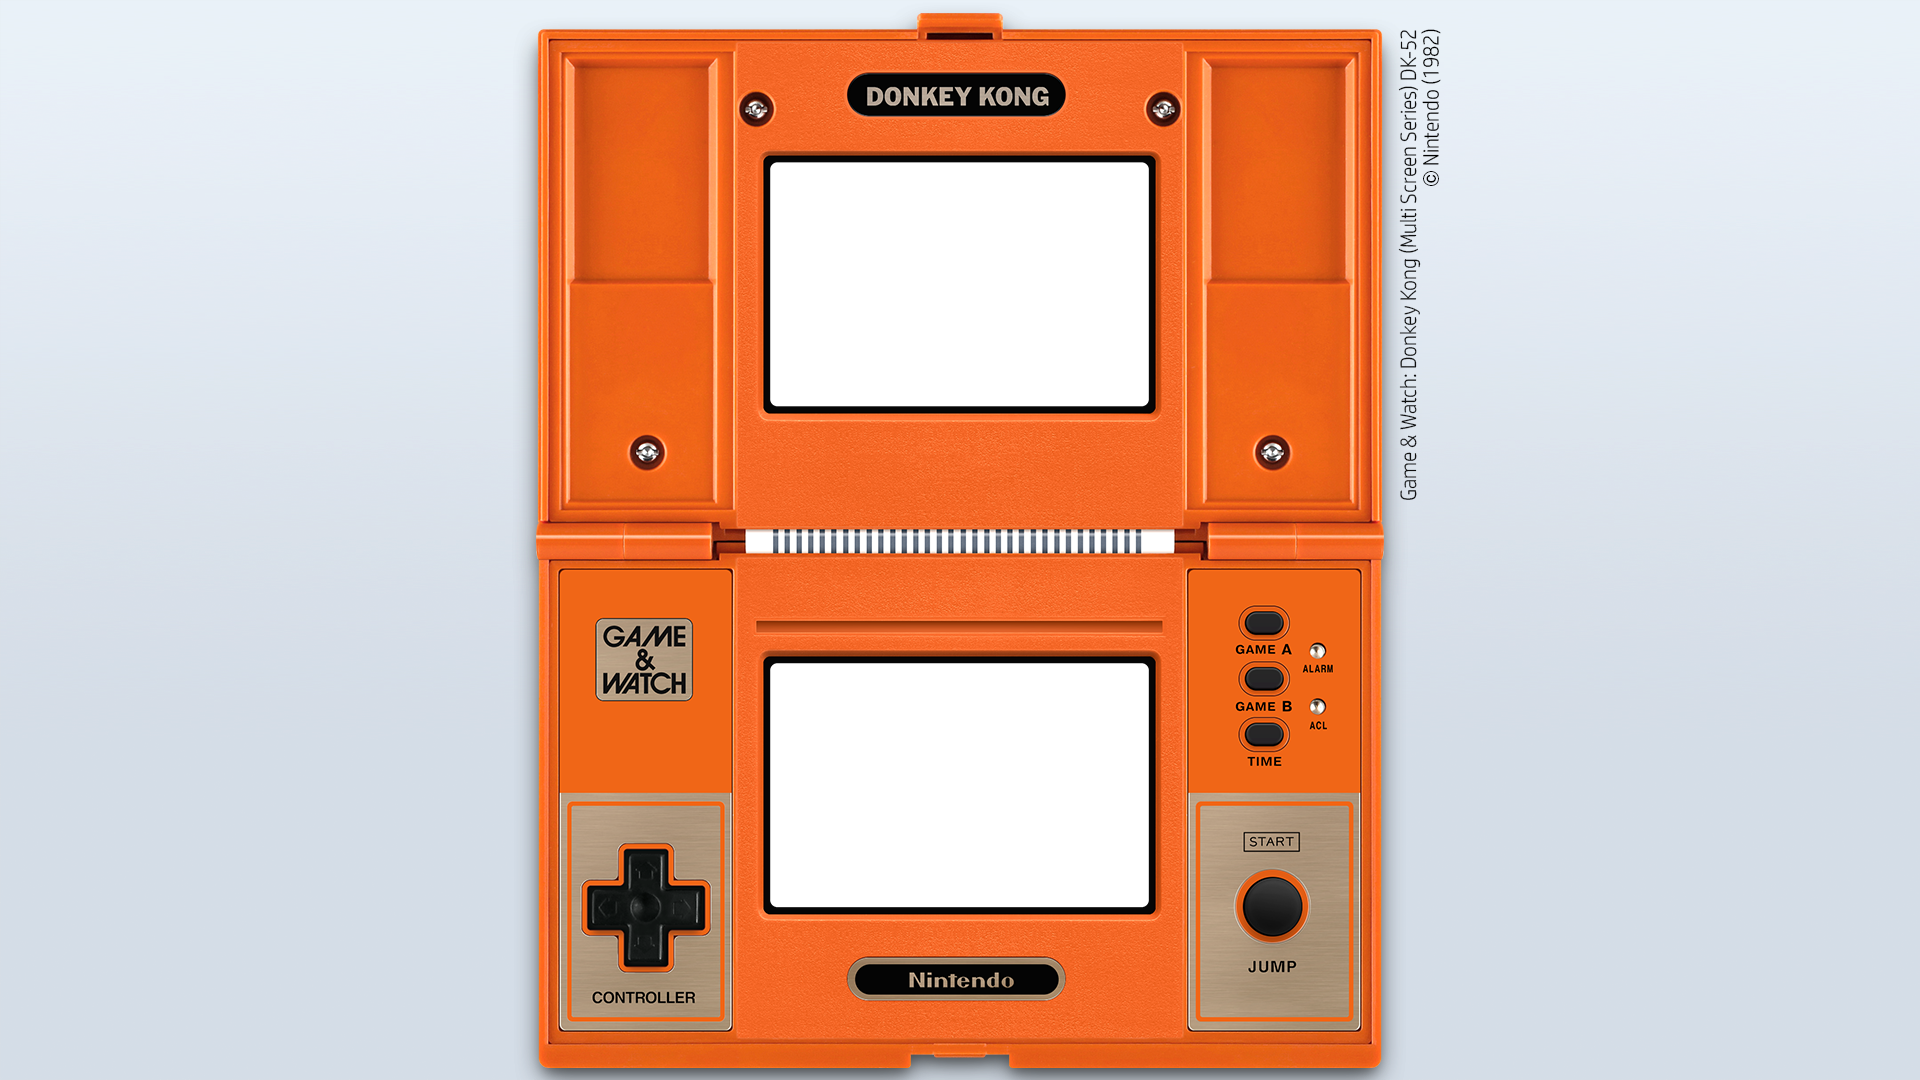 DONKEY KONG
Game & Watch: Donkey Kong (Multi Screen Series) DK-52
© Nintendo (1982)
GAME
&
WATCH
GAME A
ALARM
GAME B
ACL
TIME
START
JUMP
CONTROLLER
Nintendo